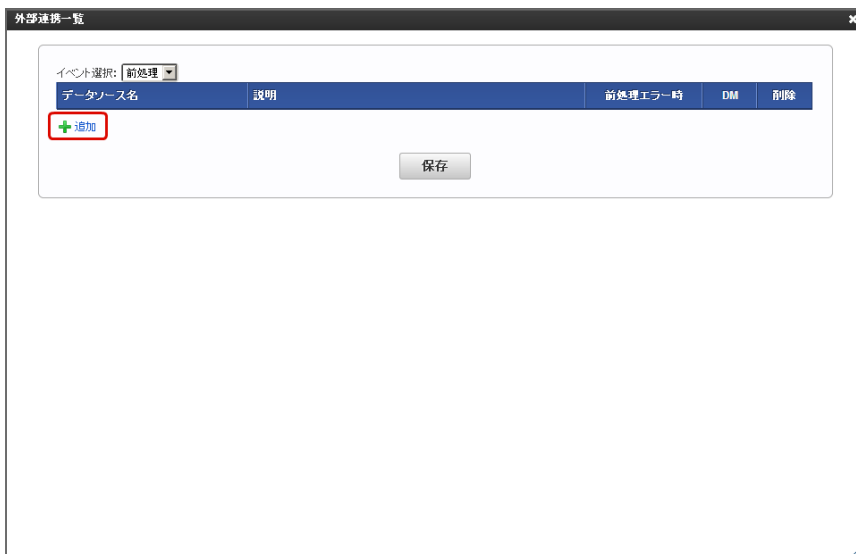 外部連携一覧
イベント選択: 前処理
データソース名 説明 前処理エラー時 DM 削除
追加
保存